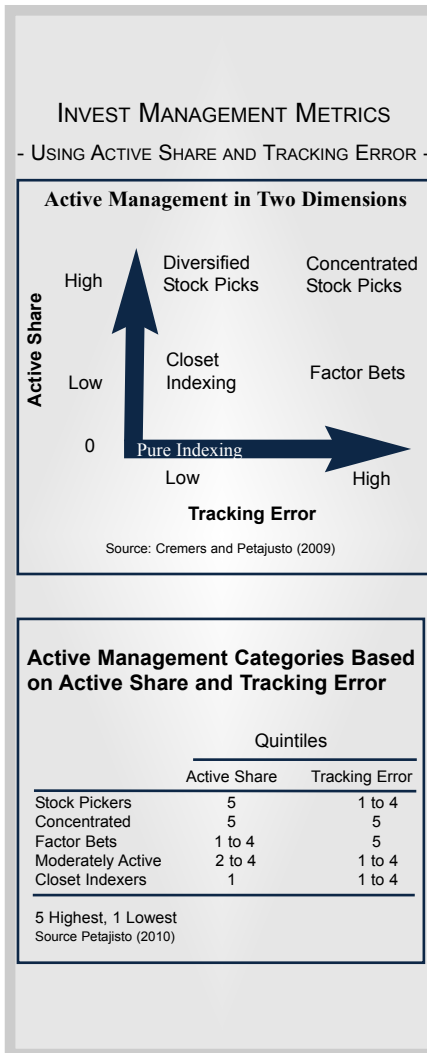 INVEST MANAGEMENT METRICS
- USING ACTIVE SHARE AND TRACKING ERROR -
Active Management in Two Dimensions
Active Share
High
Diversified
Stock Picks
Concentrated
Stock Picks
Low
Closet
Indexing
Factor Bets
0
Pure Indexing
Low
High
Tracking Error
Source: Cremers and Petajusto (2009)
Active Management Categories Based
on Active Share and Tracking Error
Quintiles
Active Share Tracking Error
Stock Pickers 5 1 to 4
Concentrated 5 5
Factor Bets 1 to 4 5
Moderately Active 2 to 4 1 to 4
Closet Indexers 1 1 to 4
5 Highest, 1 Lowest
Source Petajisto (2010)